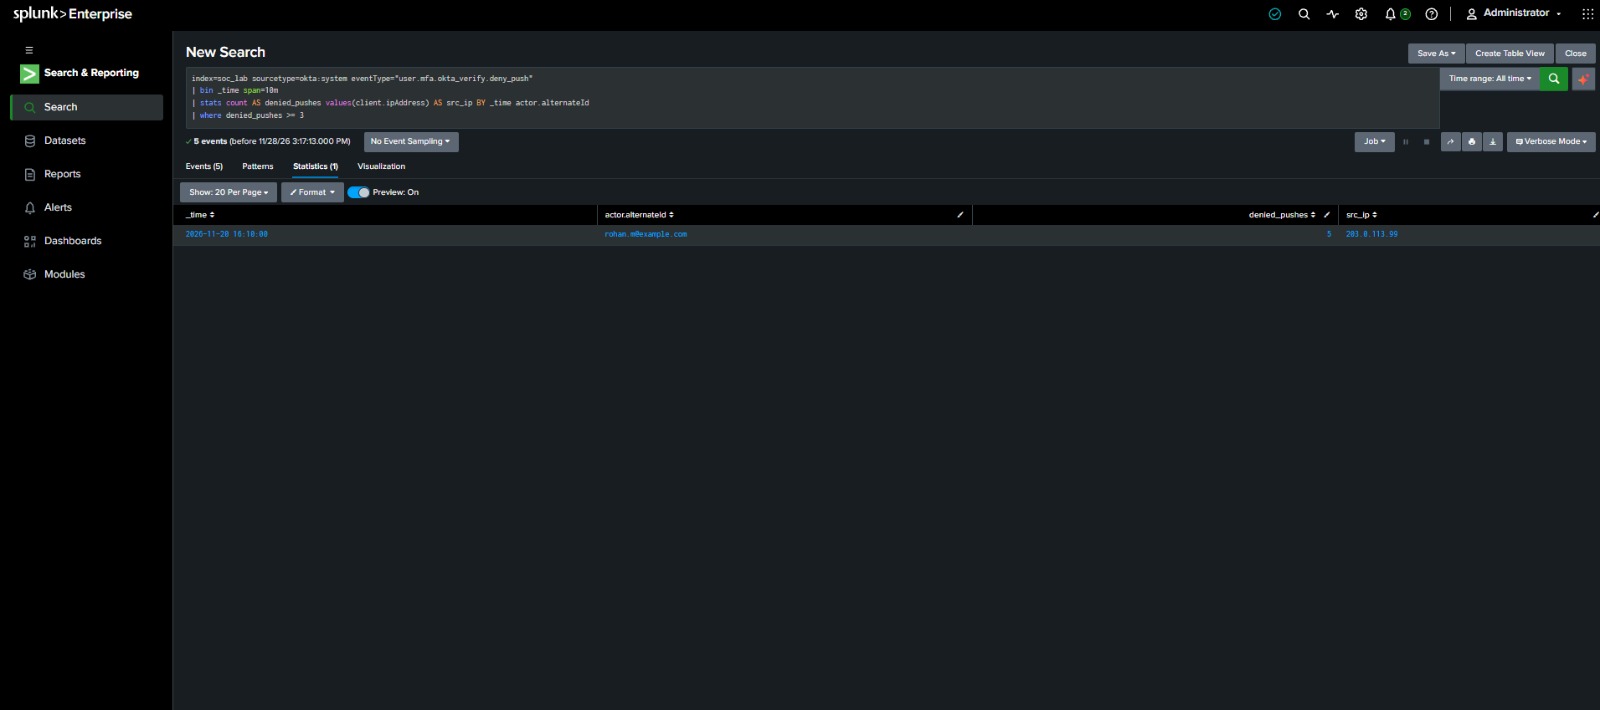 splunk>Enterprise
2
Administrator
Search & Reporting
Search
Datasets
Reports
Alerts
Dashboards
Modules
New Search
Save As
Create Table View
Close
index=soc_lab sourcetype=okta:system eventType="user.mfa.okta_verify.deny_push"
| bin _time span=10m
| stats count AS denied_pushes values(client.ipAddress) AS src_ip BY _time actor.alternateId
| where denied_pushes >= 3
Time range: All time
5 events (before 11/28/26 3:17:13.000 PM)
No Event Sampling
Job
Verbose Mode
Events (5)
Patterns
Statistics (1)
Visualization
Show: 20 Per Page
Format
Preview: On
_time
actor.alternateId
denied_pushes
src_ip
2026-11-20 16:10:00
rohan.m@example.com
5
203.0.113.99